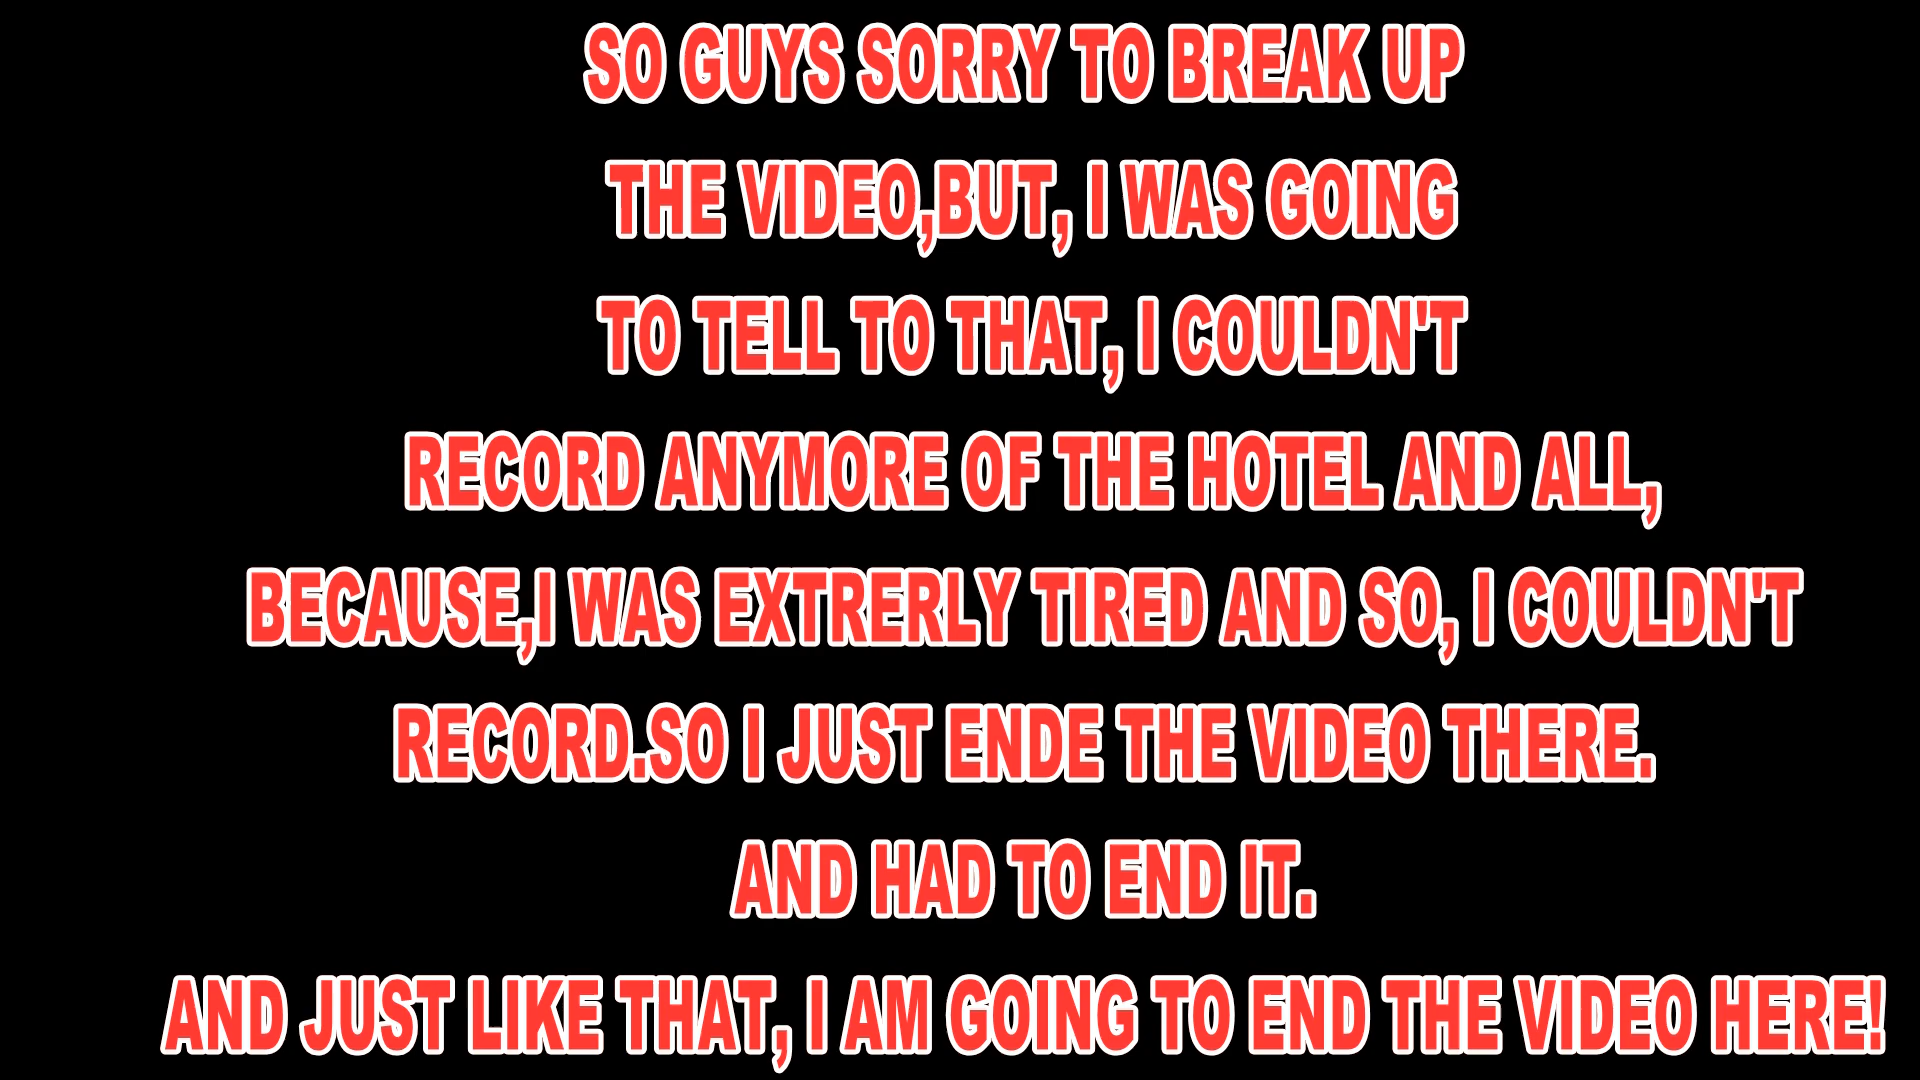 SO GUYS SORRY TO BREAK UP
THE VIDEO,BUT, I WAS GOING
TO TELL TO THAT, I COULDN'T
RECORD ANYMORE OF THE HOTEL AND ALL,
BECAUSE,I WAS EXTRERLY TIRED AND SO, I COULDN'T
RECORD.SO I JUST ENDE THE VIDEO THERE.
AND HAD TO END IT.
AND JUST LIKE THAT, I AM GOING TO END THE VIDEO HERE!